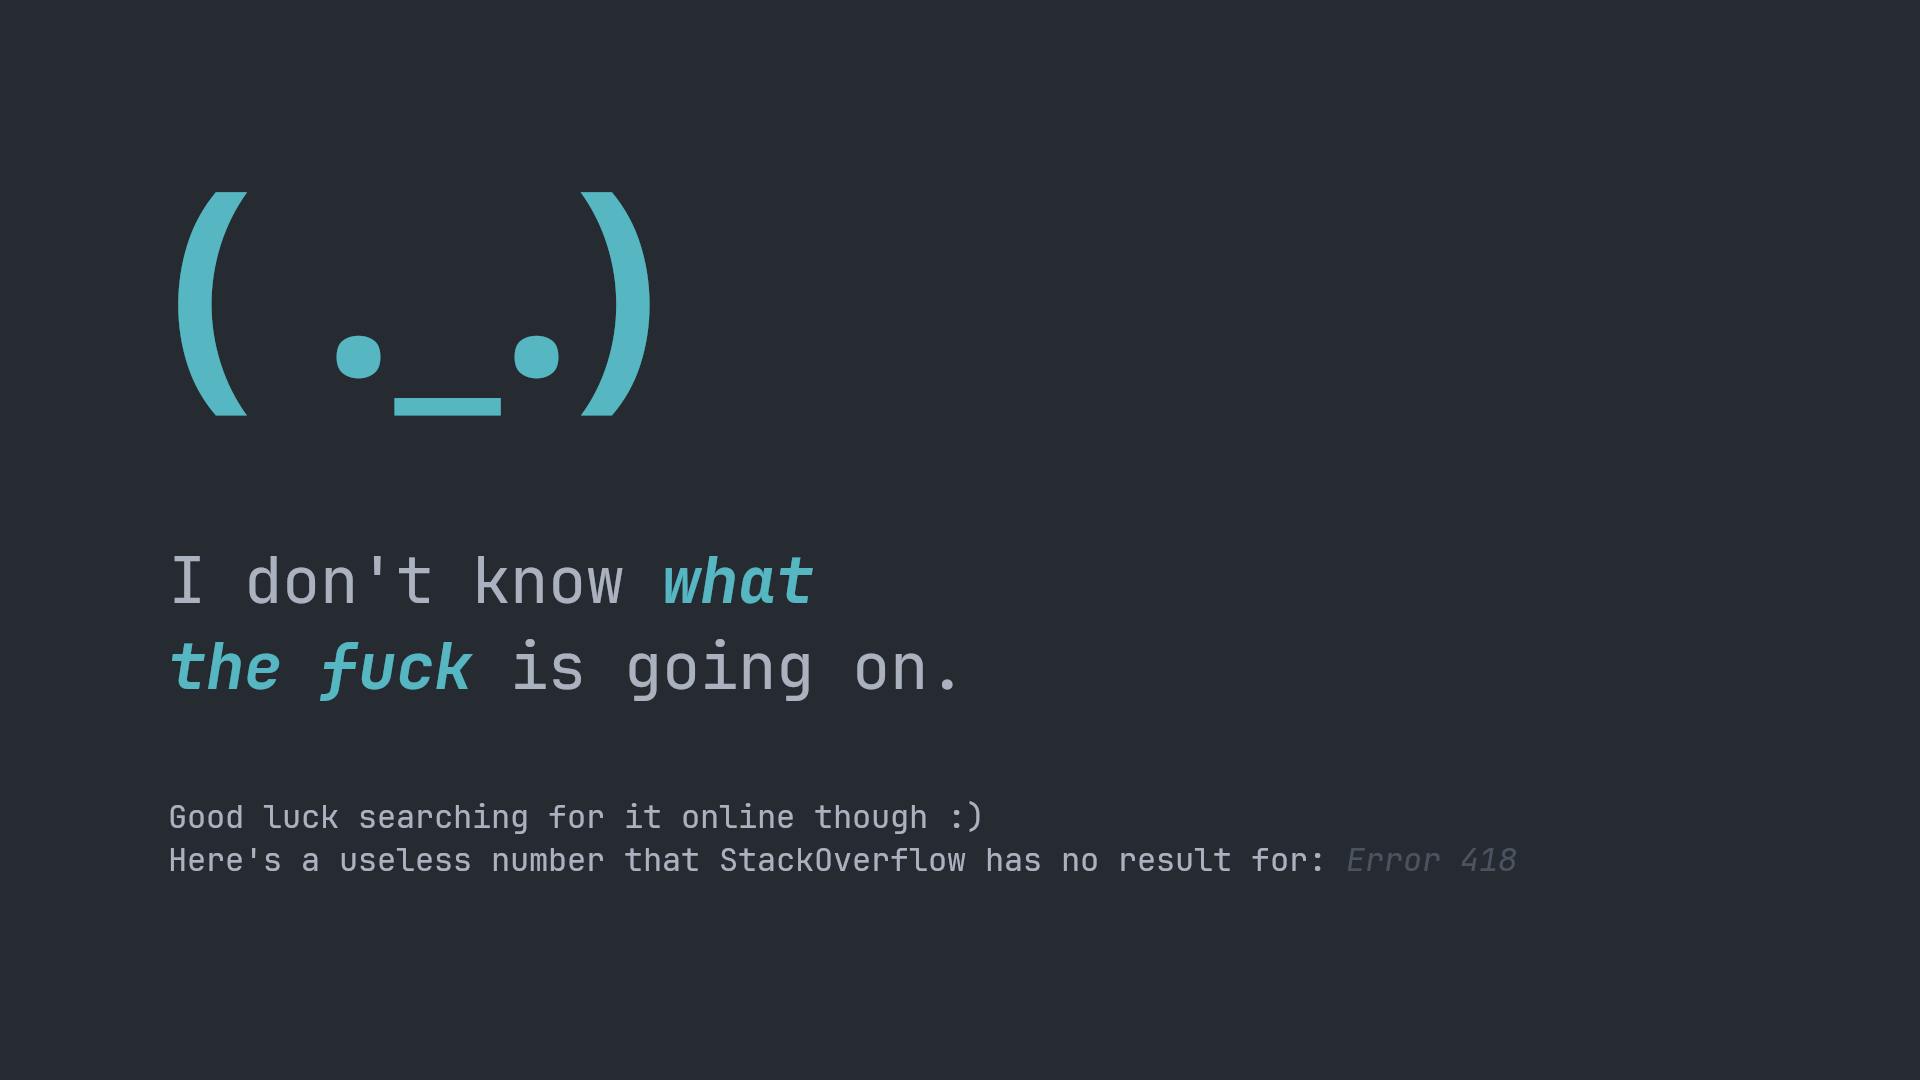 ( ._.)
I don't know what
the fuck is going on.
Good luck searching for it online though :)
Here's a useless number that StackOverflow has no result for: Error 418